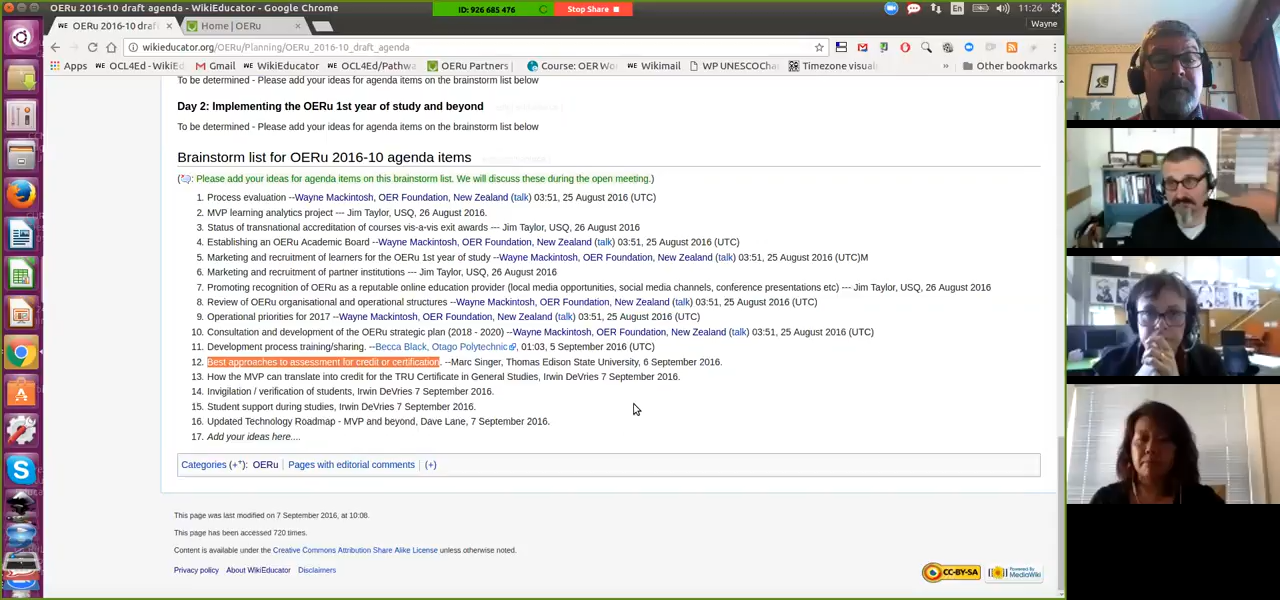 OERu 2016-10 draft agenda - WikiEducator - Google Chrome
ID: 926 685 476
Stop Share
En
11:26
WE OERu 2016-10 draf ×
Home | OERu ×
Wayne
wikieducator.org/OERu/Planning/OERu_2016-10_draft_agenda
Apps
WE OCL4Ed - WikiEd
Gmail
WE WikiEducator
WE OCL4Ed/Pathwa
OERu Partners |
Course: OER Wo
WE Wikimail
WP UNESCOCha
Timezone visual
»
Other bookmarks
To be determined - Please add your ideas for agenda items on the brainstorm list below
Day 2: Implementing the OERu 1st year of study and beyond
To be determined - Please add your ideas for agenda items on the brainstorm list below
Brainstorm list for OERu 2016-10 agenda items
( : Please add your ideas for agenda items on this brainstorm list. We will discuss these during the open meeting.)
1. Process evaluation --Wayne Mackintosh, OER Foundation, New Zealand (talk) 03:51, 25 August 2016 (UTC)
2. MVP learning analytics project --- Jim Taylor, USQ, 26 August 2016.
3. Status of transnational accreditation of courses vis-a-vis exit awards --- Jim Taylor, USQ, 26 August 2016
4. Establishing an OERu Academic Board --Wayne Mackintosh, OER Foundation, New Zealand (talk) 03:51, 25 August 2016 (UTC)
5. Marketing and recruitment of learners for the OERu 1st year of study --Wayne Mackintosh, OER Foundation, New Zealand (talk) 03:51, 25 August 2016 (UTC)M
6. Marketing and recruitment of partner institutions --- Jim Taylor, USQ, 26 August 2016
7. Promoting recognition of OERu as a reputable online education provider (local media opportunities, social media channels, conference presentations etc) --- Jim Taylor, USQ, 26 August 2016
8. Review of OERu organisational and operational structures --Wayne Mackintosh, OER Foundation, New Zealand (talk) 03:51, 25 August 2016 (UTC)
9. Operational priorities for 2017 --Wayne Mackintosh, OER Foundation, New Zealand (talk) 03:51, 25 August 2016 (UTC)
10. Consultation and development of the OERu strategic plan (2018 - 2020) --Wayne Mackintosh, OER Foundation, New Zealand (talk) 03:51, 25 August 2016 (UTC)
11. Development process training/sharing. --Becca Black, Otago Polytechnic, 01:03, 5 September 2016 (UTC)
12. Best approaches to assessment for credit or certification. --Marc Singer, Thomas Edison State University, 6 September 2016.
13. How the MVP can translate into credit for the TRU Certificate in General Studies, Irwin DeVries 7 September 2016.
14. Invigilation / verification of students, Irwin DeVries 7 September 2016.
15. Student support during studies, Irwin DeVries 7 September 2016.
16. Updated Technology Roadmap - MVP and beyond, Dave Lane, 7 September 2016.
17. Add your ideas here....
Categories (+⁺): OERu | Pages with editorial comments | (+)
This page was last modified on 7 September 2016, at 10:08.
This page has been accessed 720 times.
Content is available under the Creative Commons Attribution Share Alike License unless otherwise noted.
Privacy policy About WikiEducator Disclaimers
CC-BY-SA
Powered By MediaWiki